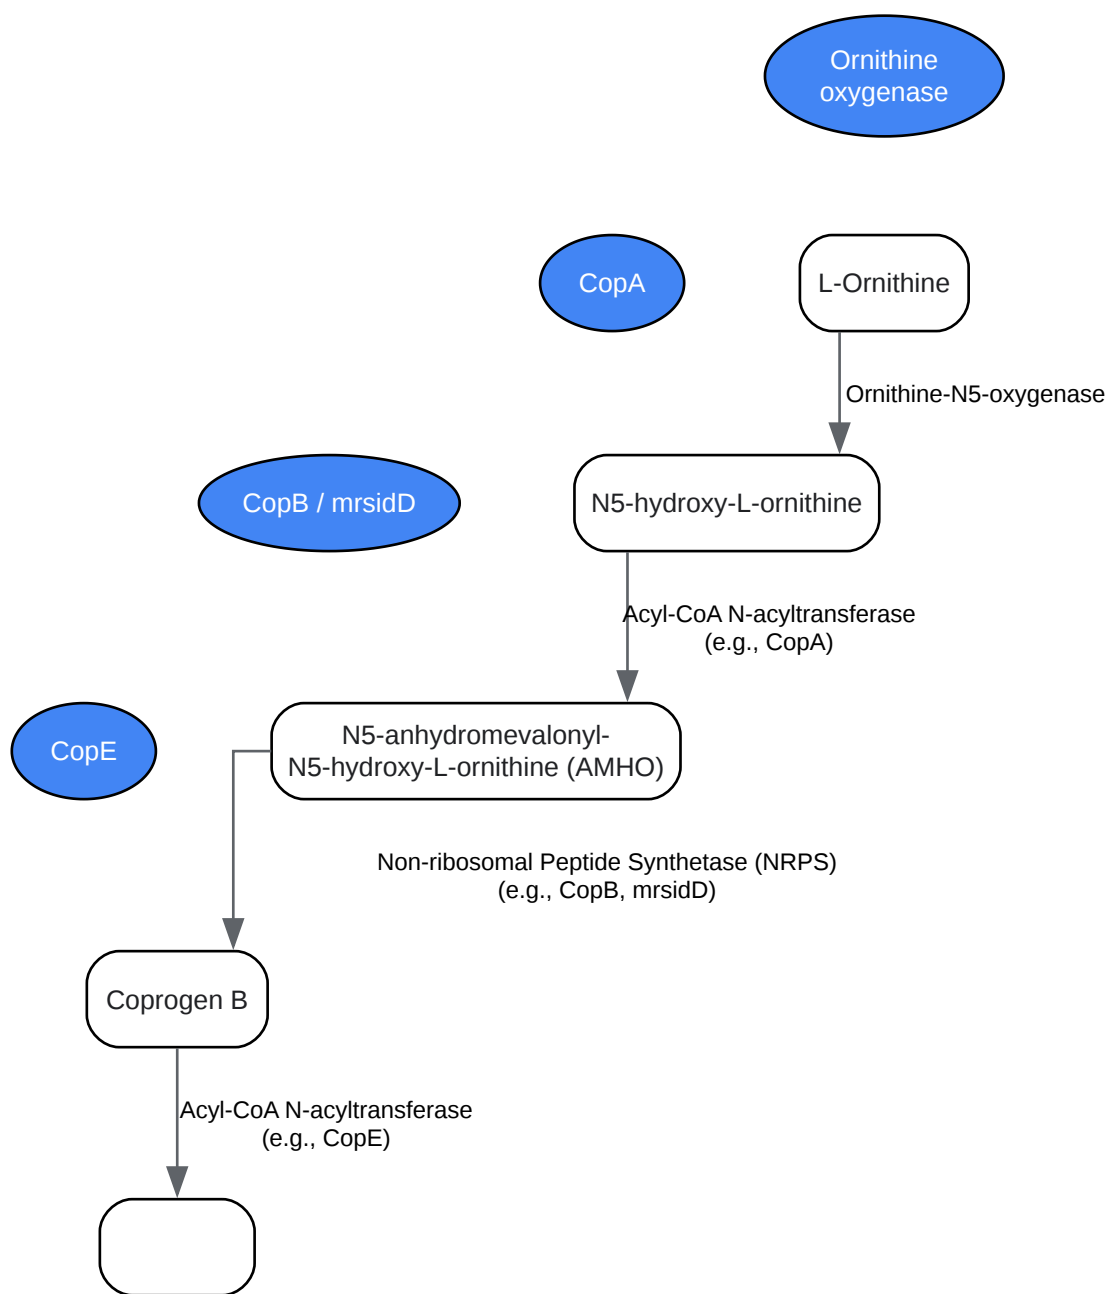 Ornithine
oxygenase
CopA
L-Ornithine
Ornithine-N5-oxygenase
CopB / mrsidD
N5-hydroxy-L-ornithine
Acyl-CoA N-acyltransferase
(e.g., CopA)
CopE
N5-anhydromevalonyl-
N5-hydroxy-L-ornithine (AMHO)
Non-ribosomal Peptide Synthetase (NRPS)
(e.g., CopB, mrsidD)
Coprogen B
Acyl-CoA N-acyltransferase
(e.g., CopE)